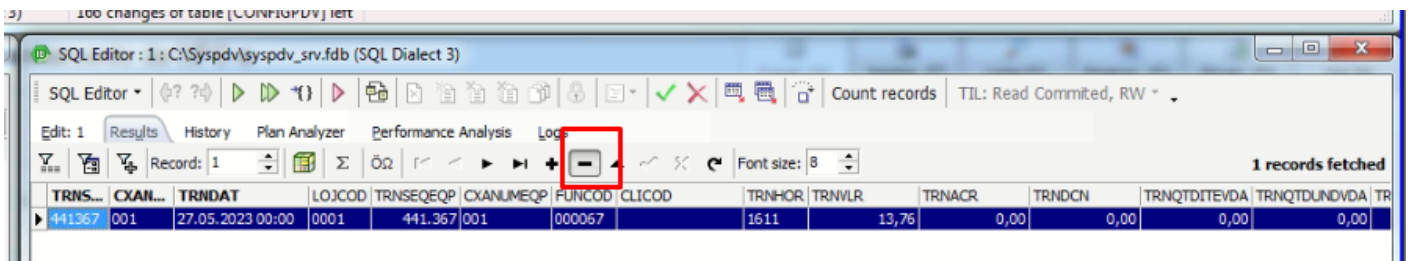 3) 166 changes of table [CONFIGPDV] left
SQL Editor : 1 : C:\Syspdv\syspdv_srv.fdb (SQL Dialect 3)
SQL Editor Count records TIL: Read Commited, RW
Edit: 1 Results History Plan Analyzer Performance Analysis Logs
Record: 1 Σ ÖΩ Font size: 8 1 records fetched
TRNS... CXAN... TRNDAT LOJCOD TRNSEQEQP CXANUMEQP FUNCOD CLICOD TRNHOR TRNVLR TRNACR TRNDCN TRNQTDITEVDA TRNQTDUNDVDA TR
441367 001 27.05.2023 00:00 0001 441.367 001 000067 1611 13,76 0,00 0,00 0,00 0,00